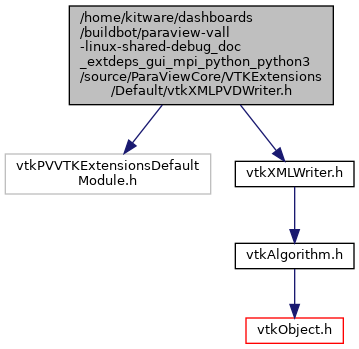 /home/kitware/dashboards
/buildbot/paraview-vall
-linux-shared-debug_doc
_extdeps_gui_mpi_python_python3
/source/ParaViewCore/VTKExtensions
/Default/vtkXMLPVDWriter.h
vtkPVVTKExtensionsDefault
Module.h
vtkXMLWriter.h
vtkAlgorithm.h
vtkObject.h